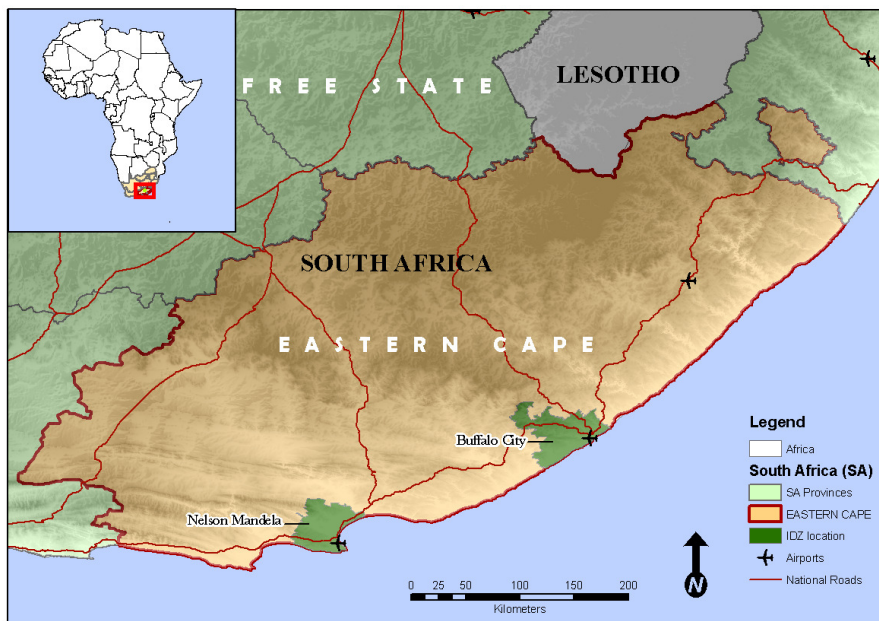 FREE STATE
LESOTHO
SOUTH AFRICA
EASTERN CAPE
Buffalo City
Nelson Mandela
Legend
Africa
South Africa (SA)
SA Provinces
EASTERN CAPE
IDZ location
Airports
National Roads
N
0 25 50 100 150 200
Kilometers